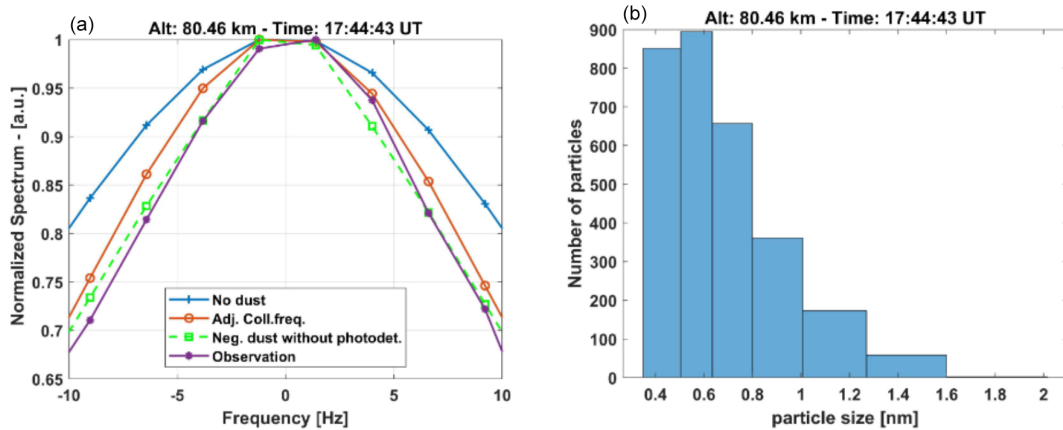 (a)
Alt: 80.46 km - Time: 17:44:43 UT
Normalized Spectrum - [a.u.]
1
0.95
0.9
0.85
0.8
0.75
0.7
0.65
No dust
Adj. Coll.freq.
Neg. dust without photodet.
Observation
-10 -5 0 5 10
Frequency [Hz]
(b)
Alt: 80.46 km - Time: 17:44:43 UT
Number of particles
900
800
700
600
500
400
300
200
100
0
0.4 0.6 0.8 1 1.2 1.4 1.6 1.8 2
particle size [nm]